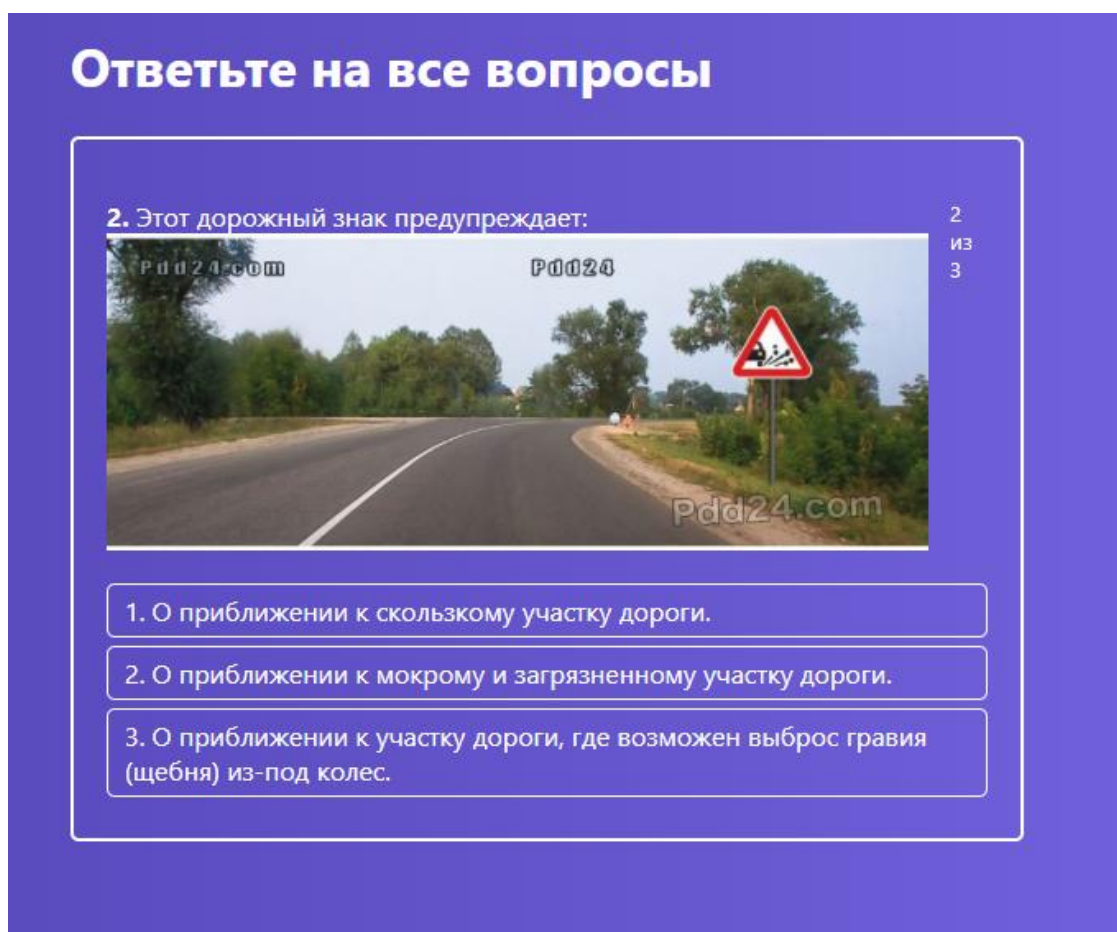 Ответьте на все вопросы
2. Этот дорожный знак предупреждает:
2
из
3
Pdd24.com
Pdd24
Pdd24.com
1. О приближении к скользкому участку дороги.
2. О приближении к мокрому и загрязненному участку дороги.
3. О приближении к участку дороги, где возможен выброс гравия
(щебня) из-под колес.